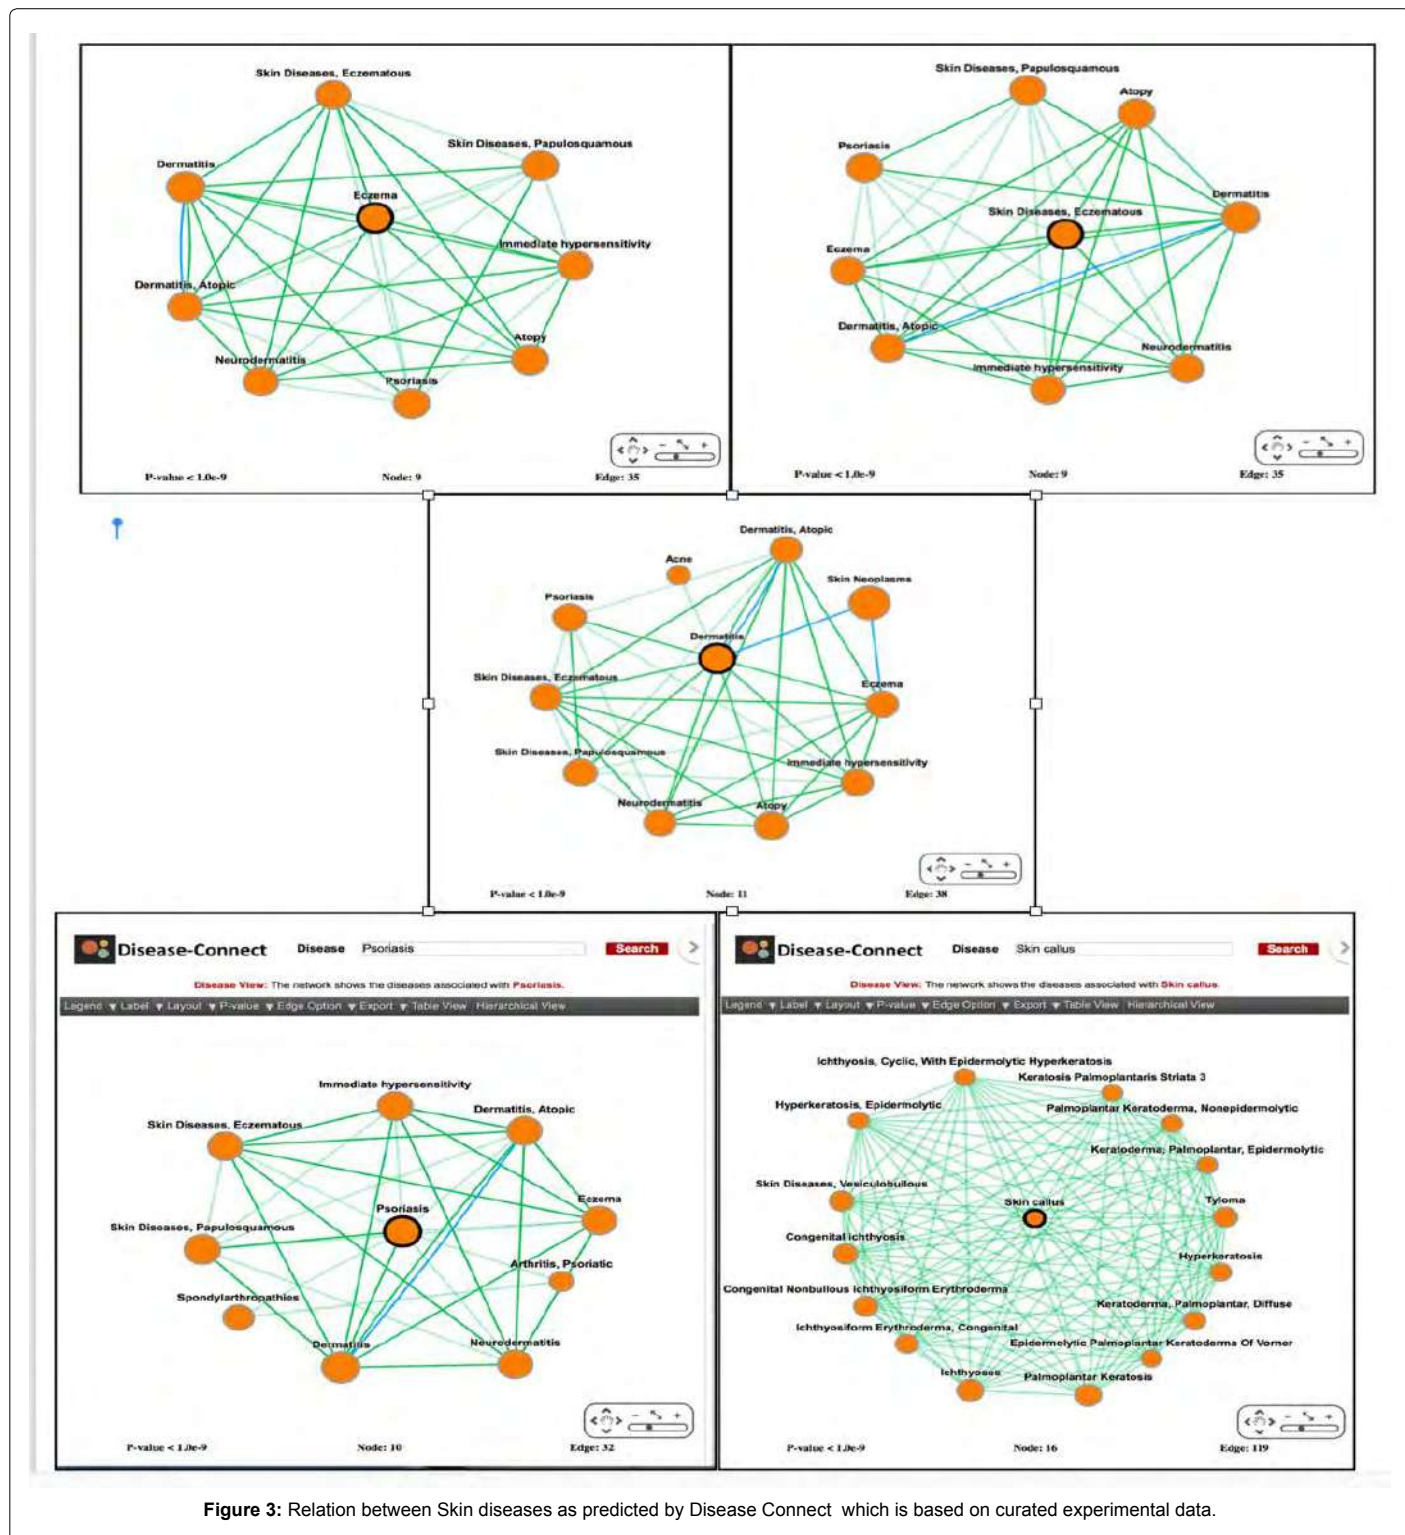 Skin Diseases, Eczematous
Skin Diseases, Papulosquamous
Dermatitis
Eczema
Immediate hypersensitivity
Dermatitis, Atopic
Atopy
Neurodermatitis
Psoriasis
P-value < 1.0e-9 Node: 9 Edge: 35
Skin Diseases, Papulosquamous
Atopy
Psoriasis
Dermatitis
Skin Diseases, Eczematous
Eczema
Dermatitis, Atopic
Neurodermatitis
Immediate hypersensitivity
P-value < 1.0e-9 Node: 9 Edge: 35
Dermatitis, Atopic
Acne
Skin Neoplasms
Psoriasis
Dermatitis
Skin Diseases, Eczematous
Eczema
Skin Diseases, Papulosquamous
Immediate hypersensitivity
Neurodermatitis
Atopy
P-value < 1.0e-9 Node: 11 Edge: 38
Disease-Connect Disease Psoriasis Search
Disease View: The network shows the diseases associated with Psoriasis.
Legend Label Layout P-value Edge Option Export Table View Hierarchical View
Immediate hypersensitivity
Dermatitis, Atopic
Skin Diseases, Eczematous
Eczema
Psoriasis
Skin Diseases, Papulosquamous
Arthritis, Psoriatic
Spondylarthropathies
Dermatitis
Neurodermatitis
P-value < 1.0e-9 Node: 10 Edge: 32
Disease-Connect Disease Skin callus Search
Disease View: The network shows the diseases associated with Skin callus.
Legend Label Layout P-value Edge Option Export Table View Hierarchical View
Ichthyosis, Cyclic, With Epidermolytic Hyperkeratosis
Keratosis Palmoplantaris Striata 3
Hyperkeratosis, Epidermolytic
Palmoplantar Keratoderma, Nonepidermolytic
Keratoderma, Palmoplantar, Epidermolytic
Skin Diseases, Vesiculobullous
Skin callus
Tyloma
Congenital ichthyosis
Hyperkeratosis
Congenital Nonbullous Ichthyosiform Erythroderma
Keratoderma, Palmoplantar, Diffuse
Ichthyosiform Erythroderma, Congenital
Epidermolytic Palmoplantar Keratoderma Of Vorner
Ichthyoses
Palmoplantar Keratosis
P-value < 1.0e-9 Node: 16 Edge: 119
Figure 3: Relation between Skin diseases as predicted by Disease Connect which is based on curated experimental data.